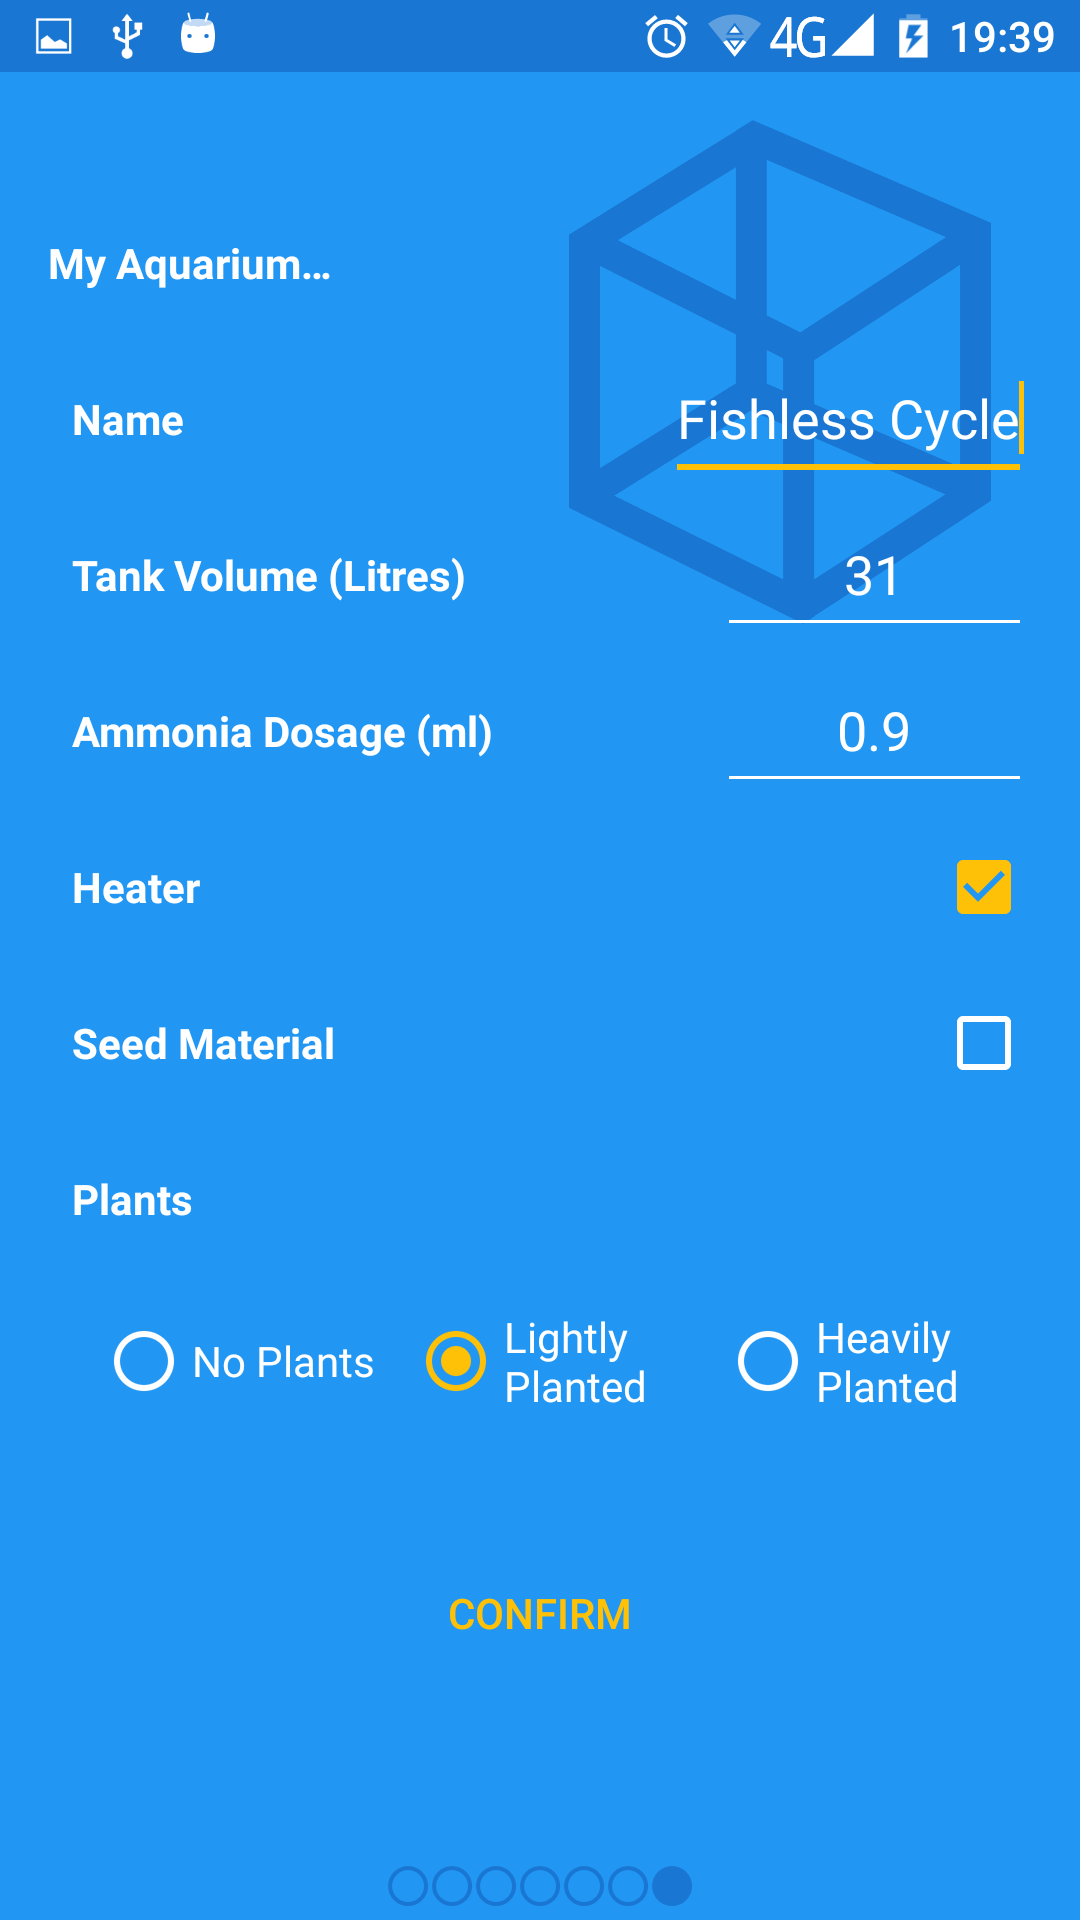 4G 19:39
My Aquarium...
Name Fishless Cycle
Tank Volume (Litres) 31
Ammonia Dosage (ml) 0.9
Heater
Seed Material
Plants
No Plants Lightly Planted Heavily Planted
CONFIRM